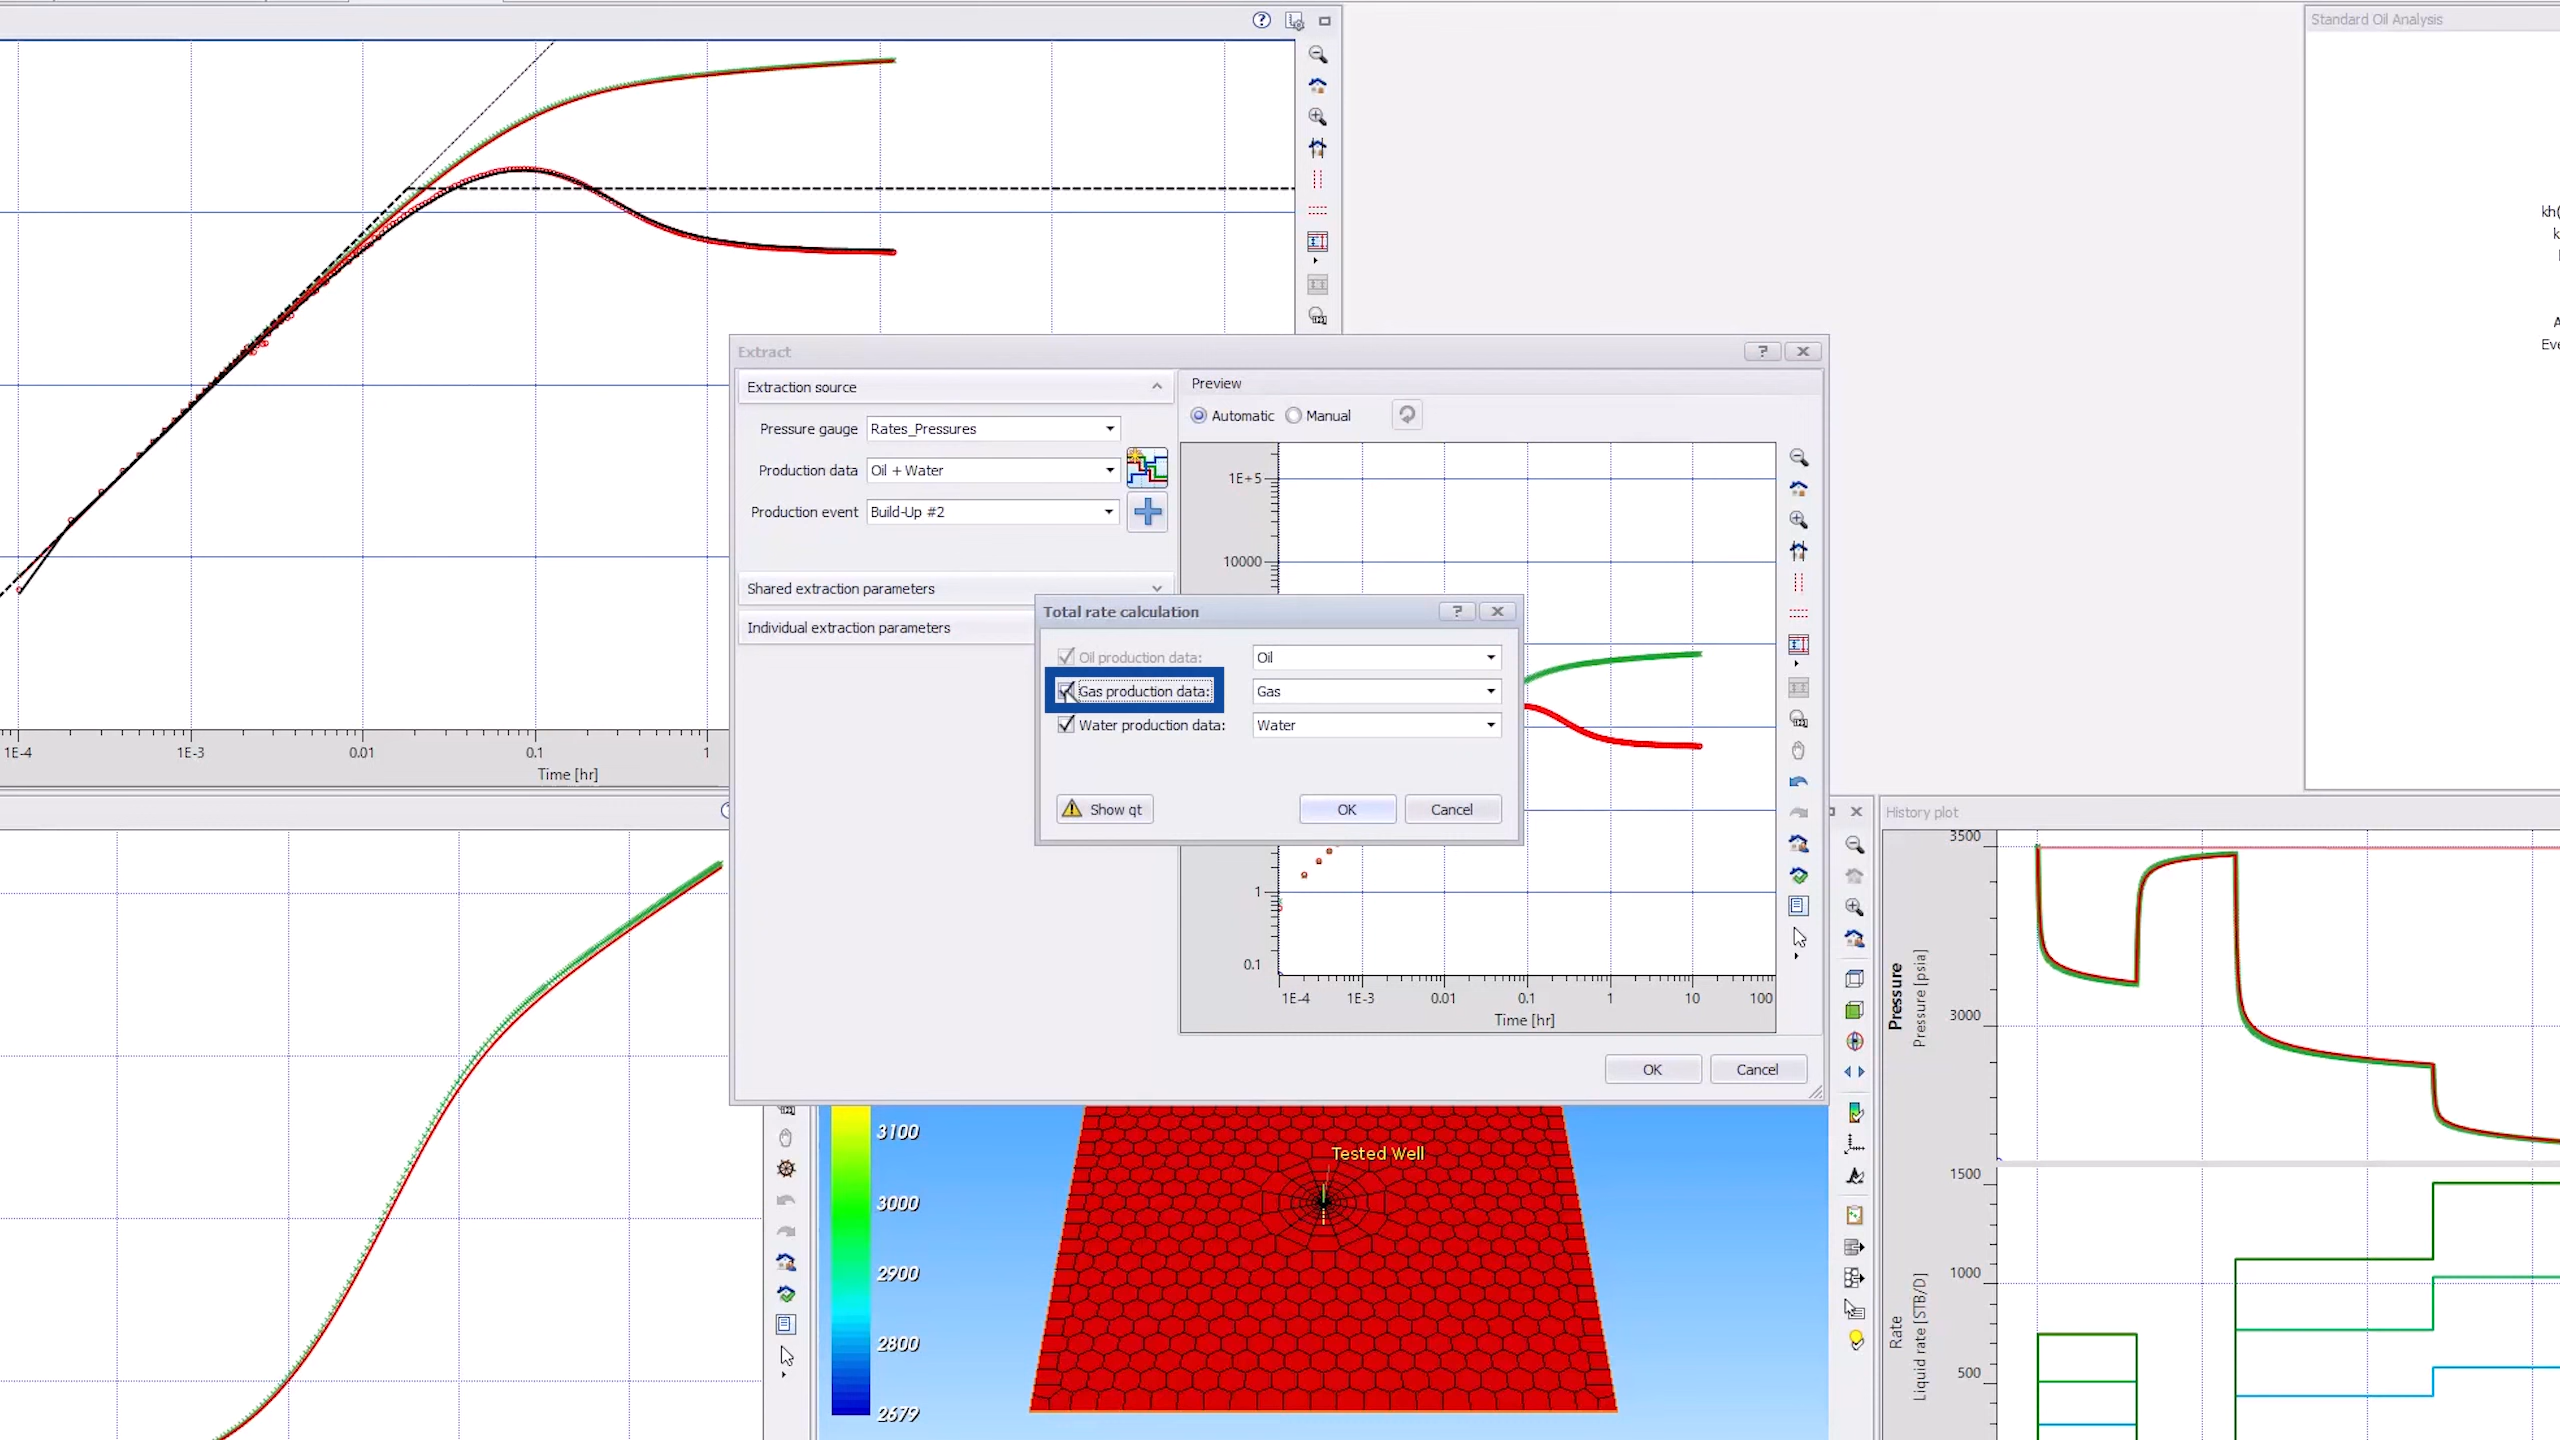 Standard Oil Analysis
kh(
k
Eve
1E-4
1E-3
0.01
0.1
1
Time [hr]
Extract
?
Extraction source
Pressure gauge
Rates_Pressures
Production data
Oil + Water
Production event
Build-Up #2
Shared extraction parameters
Individual extraction parameters
Preview
Automatic
Manual
1E+5
10000
1
0.1
1E-4
1E-3
0.01
0.1
1
10
100
Time [hr]
OK
Cancel
Total rate calculation
?
Oil production data:
Oil
Gas production data:
Gas
Water production data:
Water
Show qt
OK
Cancel
3100
3000
2900
2800
2679
Tested Well
History plot
3500
3000
Pressure
Pressure [psia]
1500
1000
500
Rate
Liquid rate [STB/D]